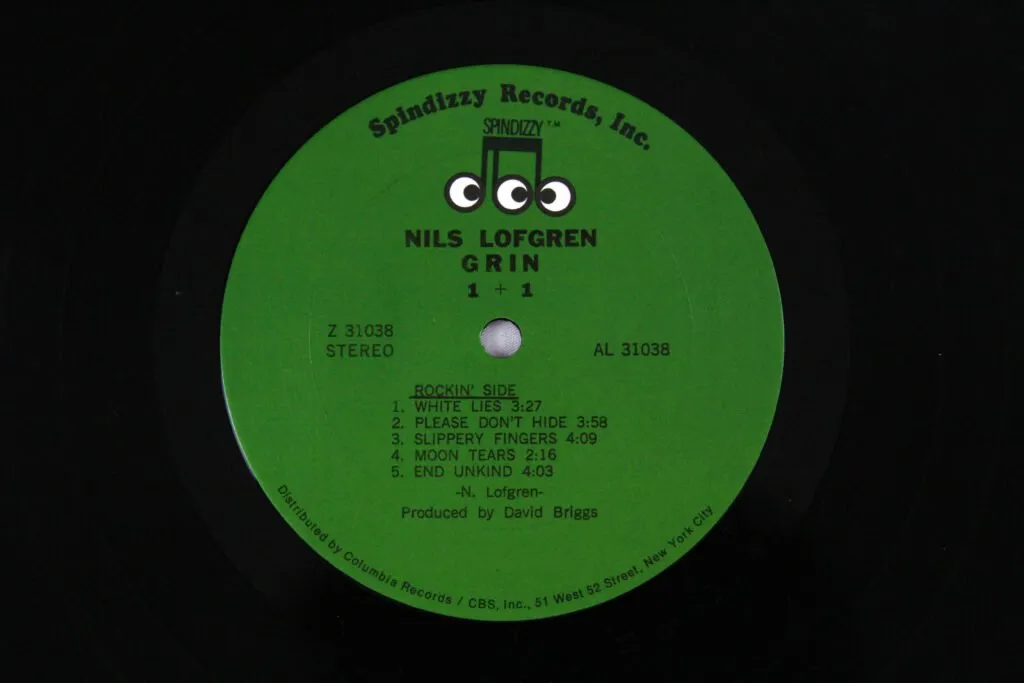 Spindizzy Records, Inc.
SPINDIZZY™
NILS LOFGREN
GRIN
1 + 1
Z 31038
STEREO
AL 31038
ROCKIN' SIDE
1. WHITE LIES 3:27
2. PLEASE DON'T HIDE 3:58
3. SLIPPERY FINGERS 4:09
4. MOON TEARS 2:16
5. END UNKIND 4:03
-N. Lofgren-
Produced by David Briggs
Distributed by Columbia Records / CBS, Inc., 51 West 52 Street, New York City